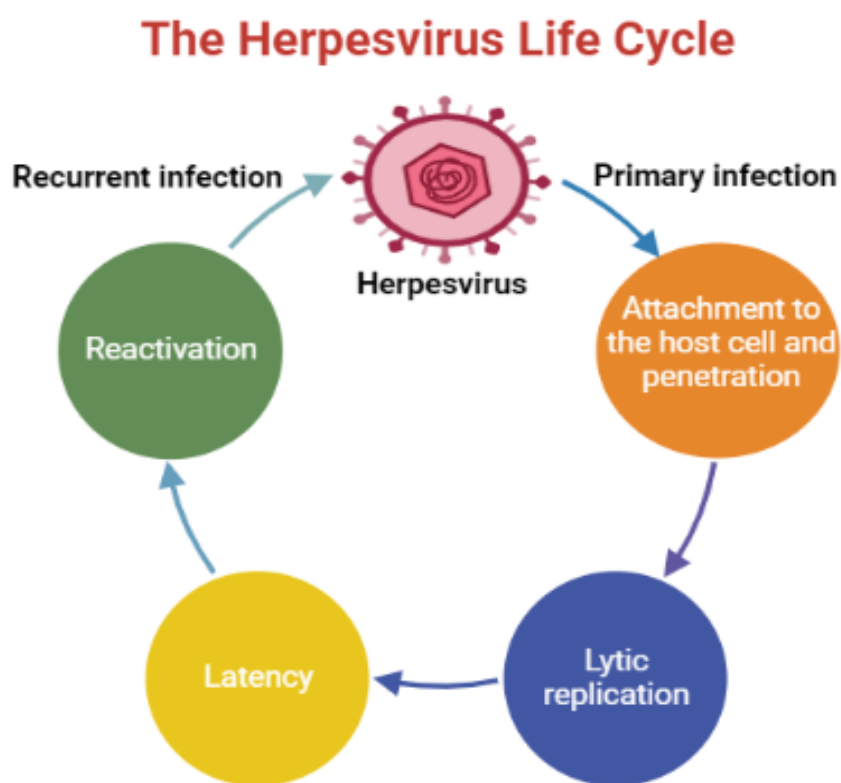 The Herpesvirus Life Cycle
Recurrent infection
Primary infection
Herpesvirus
Attachment to
the host cell and
penetration
Reactivation
Lytic
replication
Latency